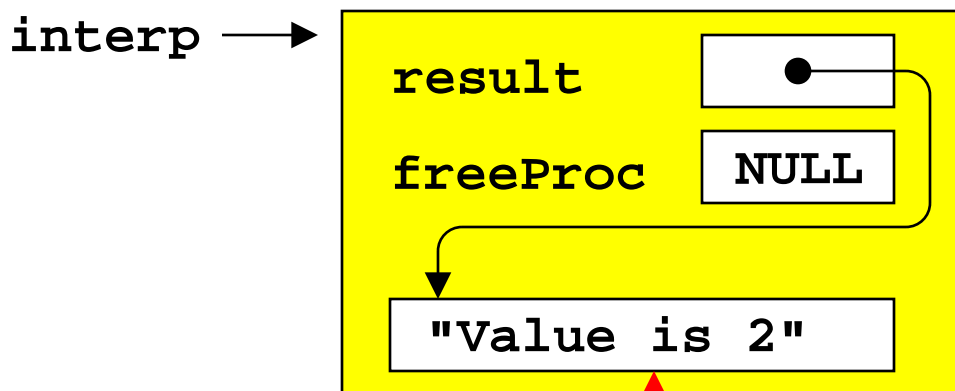 interp
result
freeProc NULL
"Value is 2"